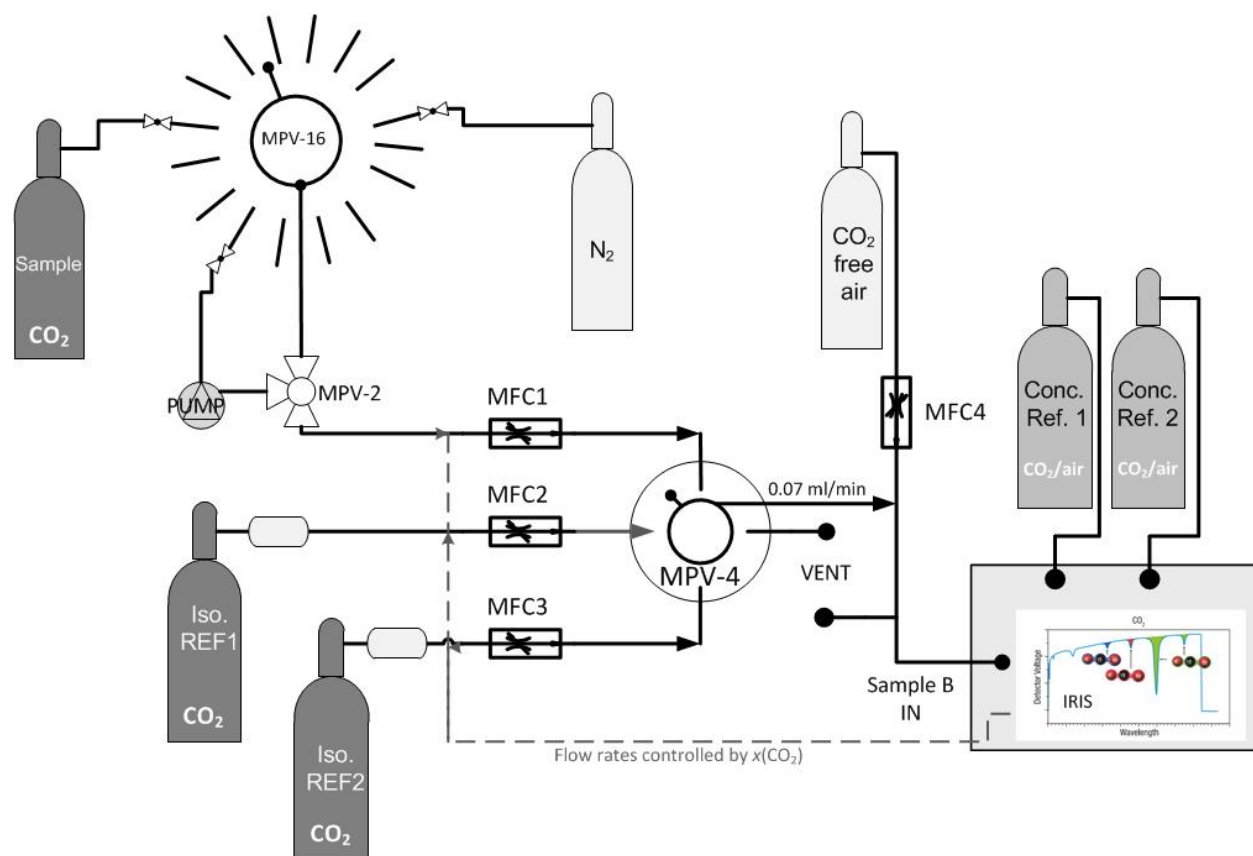 MPV-16
Sample
CO₂
N₂
CO₂
free
air
PUMP
MPV-2
MFC1
MFC4
Conc.
Ref. 1
CO₂/air
Conc.
Ref. 2
CO₂/air
MFC2
0.07 ml/min
MPV-4
VENT
Iso.
REF1
CO₂
MFC3
Iso.
REF2
CO₂
Sample B
IN
CO₂
Detector Voltage
IRIS
Wavelength
Flow rates controlled by x(CO₂)